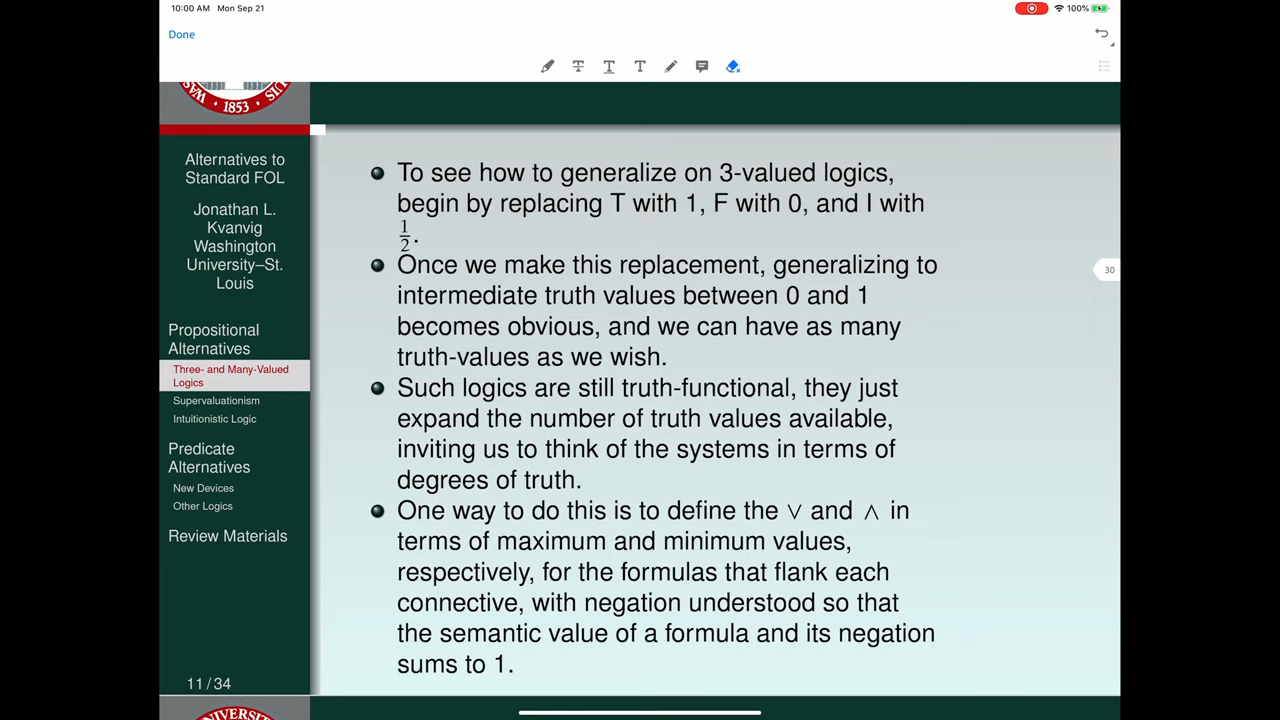 10:00 AM Mon Sep 21
100%
Done
WAS · 1853 · UIS
Alternatives to
Standard FOL
Jonathan L.
Kvanvig
Washington
University–St.
Louis
Propositional
Alternatives
Three- and Many-Valued
Logics
Supervaluationism
Intuitionistic Logic
Predicate
Alternatives
New Devices
Other Logics
Review Materials
11 / 34
To see how to generalize on 3-valued logics,
begin by replacing T with 1, F with 0, and I with
1/2.
Once we make this replacement, generalizing to
intermediate truth values between 0 and 1
becomes obvious, and we can have as many
truth-values as we wish.
Such logics are still truth-functional, they just
expand the number of truth values available,
inviting us to think of the systems in terms of
degrees of truth.
One way to do this is to define the ∨ and ∧ in
terms of maximum and minimum values,
respectively, for the formulas that flank each
connective, with negation understood so that
the semantic value of a formula and its negation
sums to 1.
30
UNIVERSITY